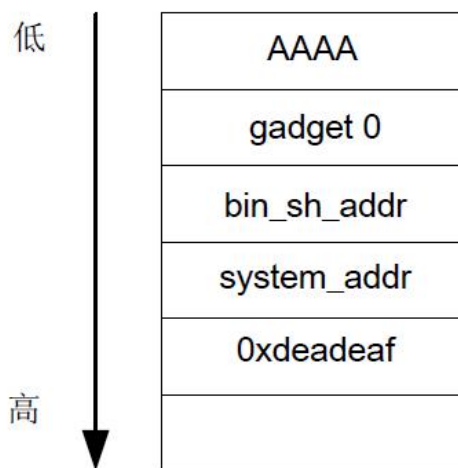 低
AAAA
gadget 0
bin_sh_addr
system_addr
0xdeadeaf
高